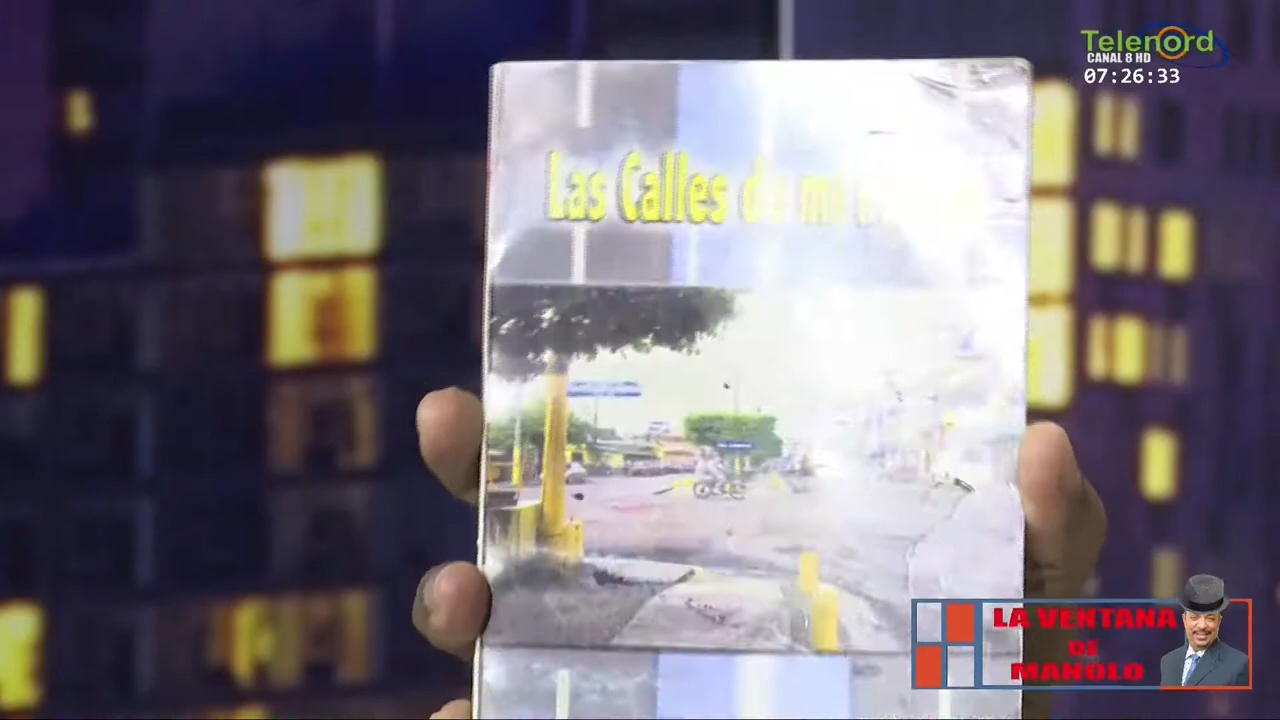 Telenord
CANAL 8 HD
07:26:33
Las Calles de mi
LA VENTANA
DE
MANOLO